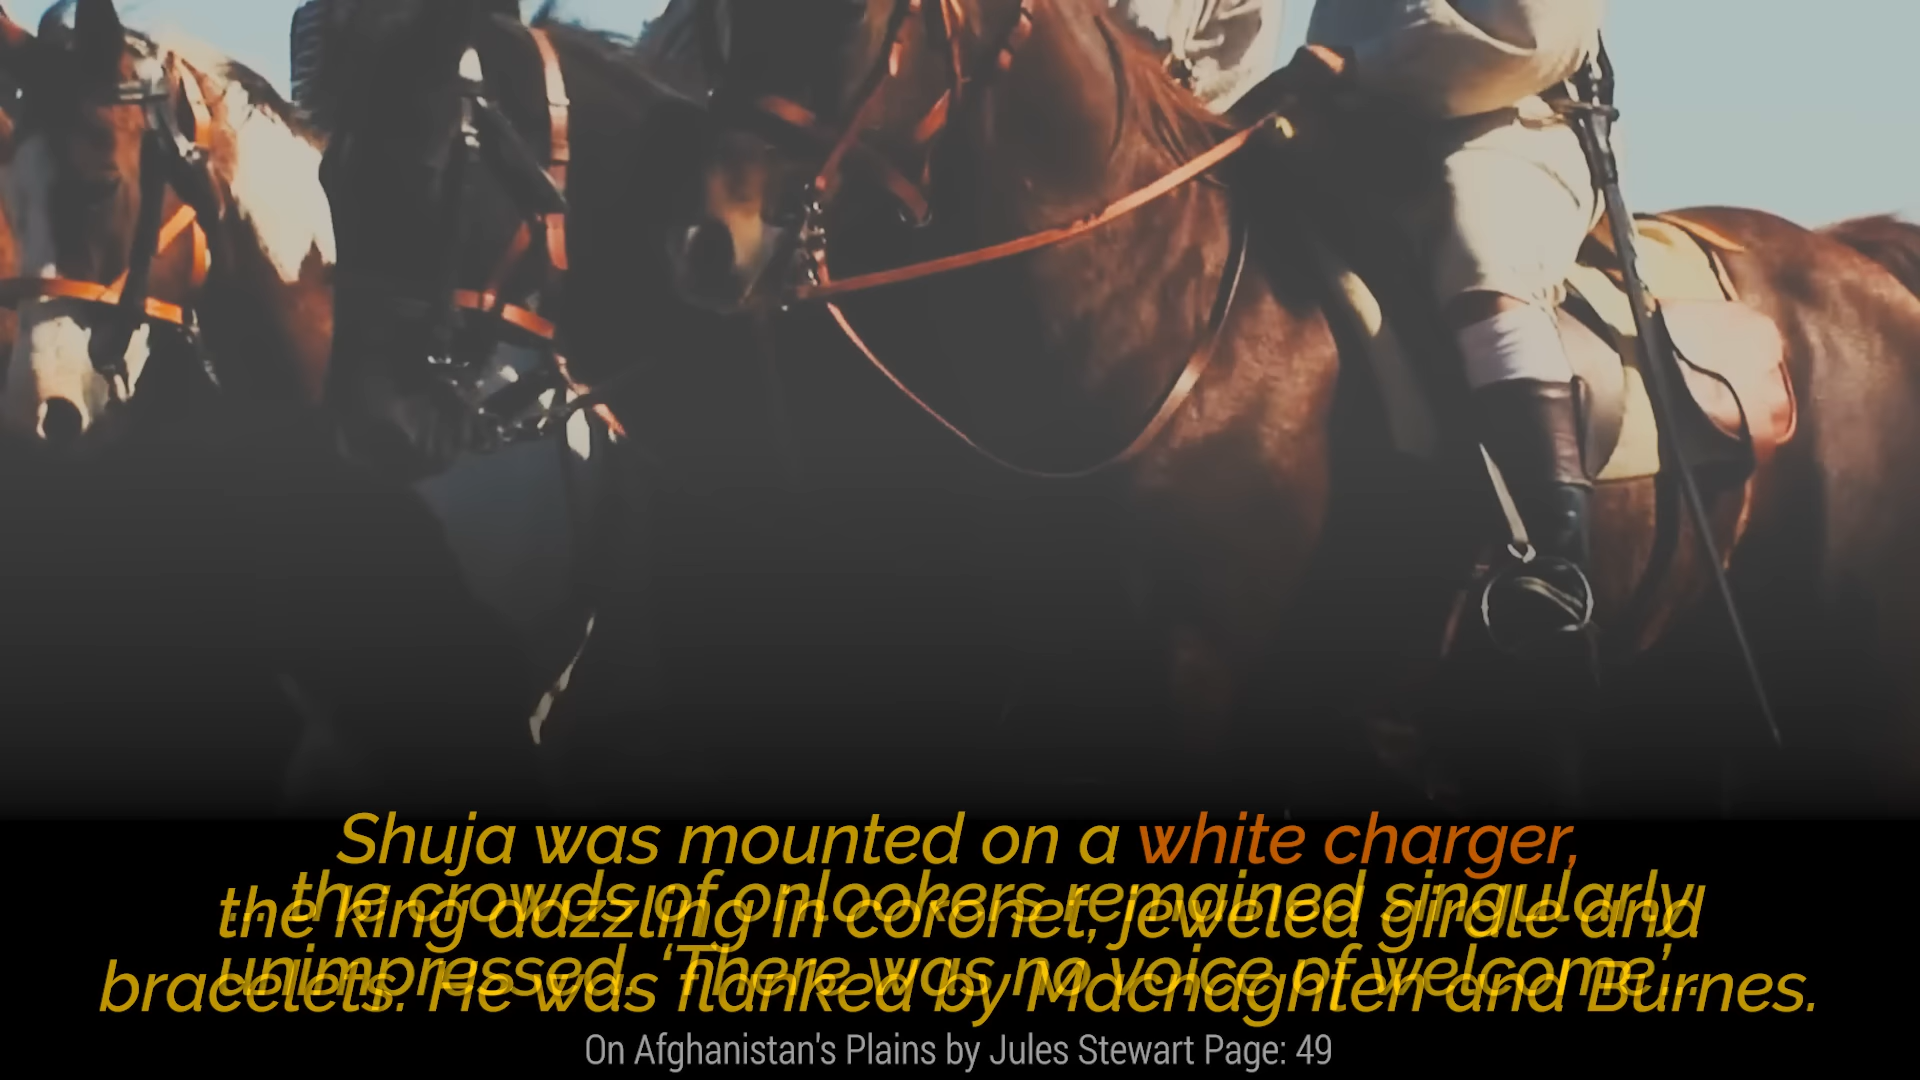 Shuja was mounted on a white charger,
... the crowds of onlookers remained singularly
the king dazzling in coronet, jeweled girdle and
unimpressed. ‘There was no voice of welcome’...
bracelets. He was flanked by Macnaghten and Burnes.
On Afghanistan's Plains by Jules Stewart Page: 49